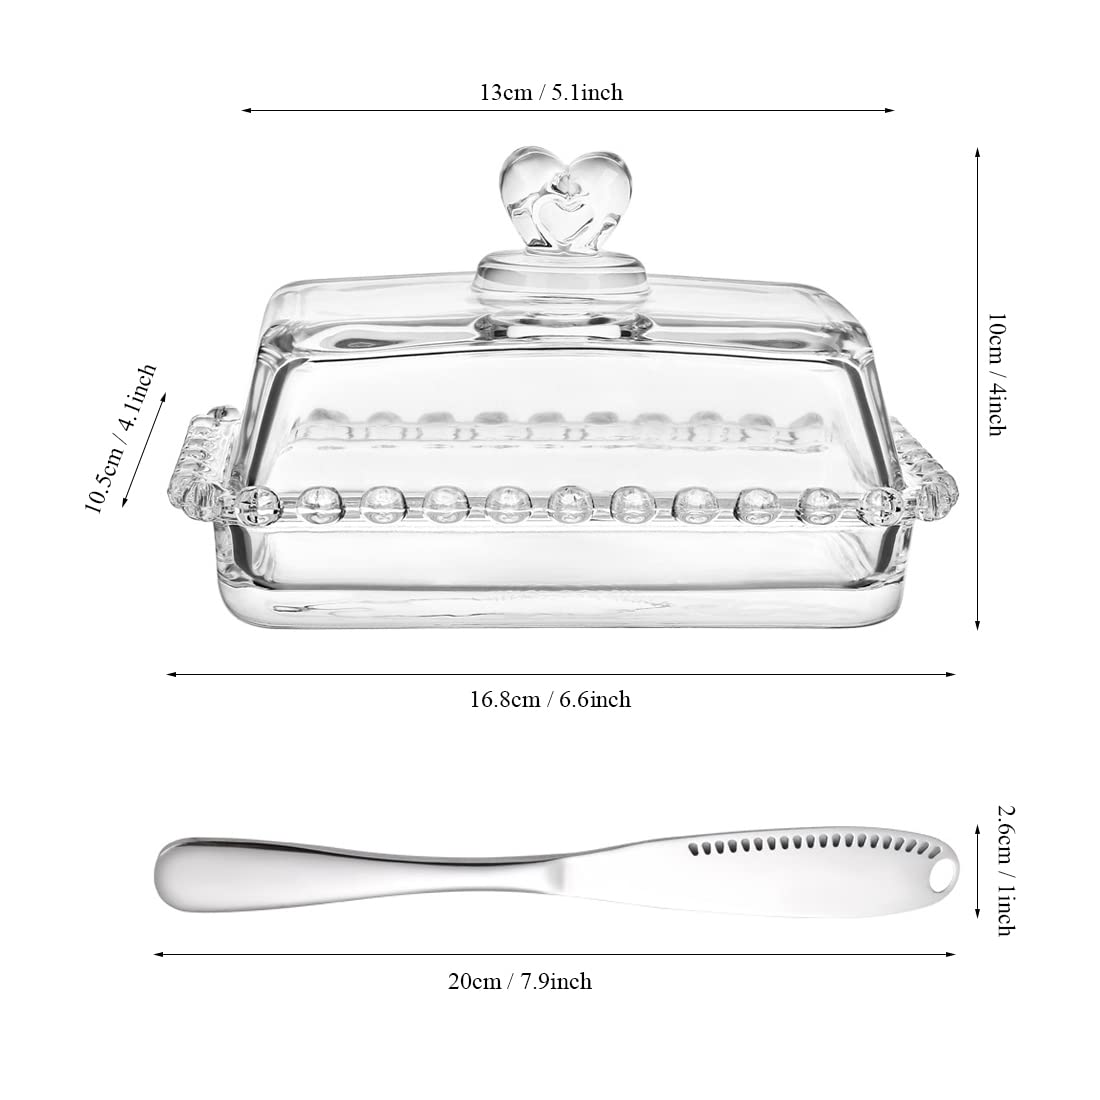 13cm / 5.1inch
10cm / 4inch
10.5cm / 4.1inch
16.8cm / 6.6inch
2.6cm / 1inch
20cm / 7.9inch